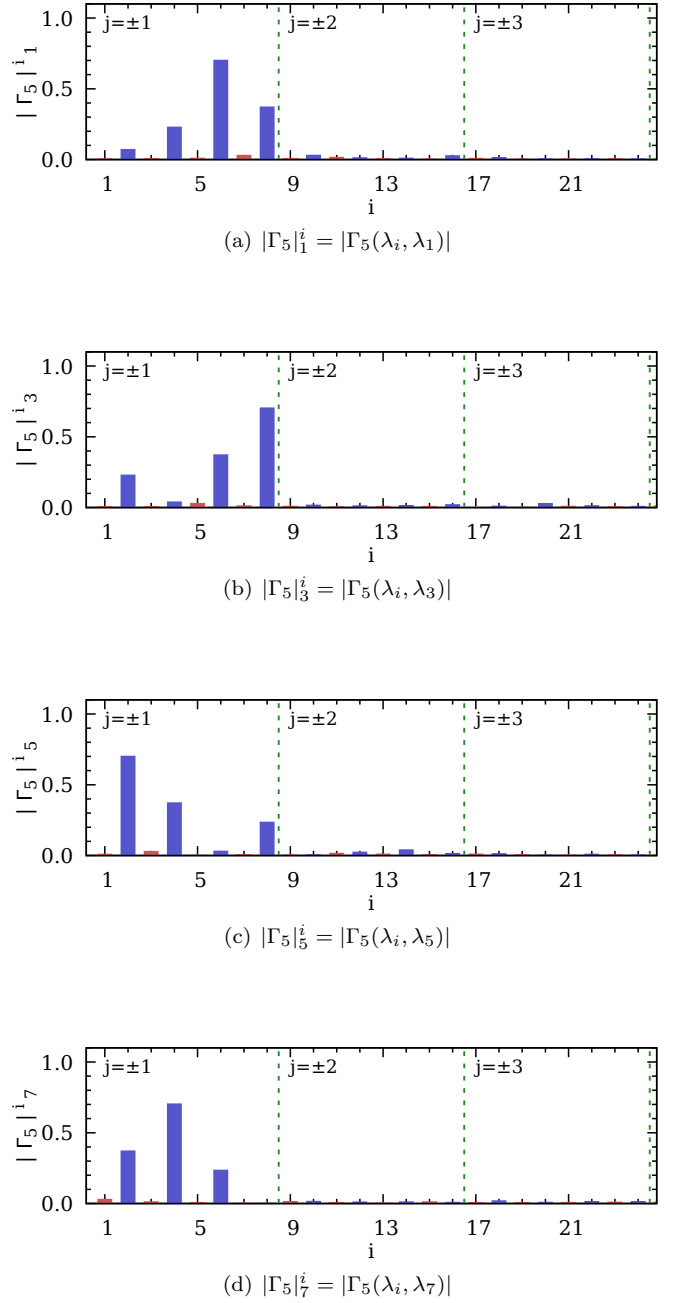 1.0
j=±1
j=±2
j=±3
0.5
0.0
| Γ₅ |ⁱ₁
1 5 9 13 17 21
i
(a) |Γ₅|ⁱ₁ = |Γ₅(λᵢ, λ₁)|
1.0
j=±1
j=±2
j=±3
0.5
0.0
| Γ₅ |ⁱ₃
1 5 9 13 17 21
i
(b) |Γ₅|ⁱ₃ = |Γ₅(λᵢ, λ₃)|
1.0
j=±1
j=±2
j=±3
0.5
0.0
| Γ₅ |ⁱ₅
1 5 9 13 17 21
i
(c) |Γ₅|ⁱ₅ = |Γ₅(λᵢ, λ₅)|
1.0
j=±1
j=±2
j=±3
0.5
0.0
| Γ₅ |ⁱ₇
1 5 9 13 17 21
i
(d) |Γ₅|ⁱ₇ = |Γ₅(λᵢ, λ₇)|